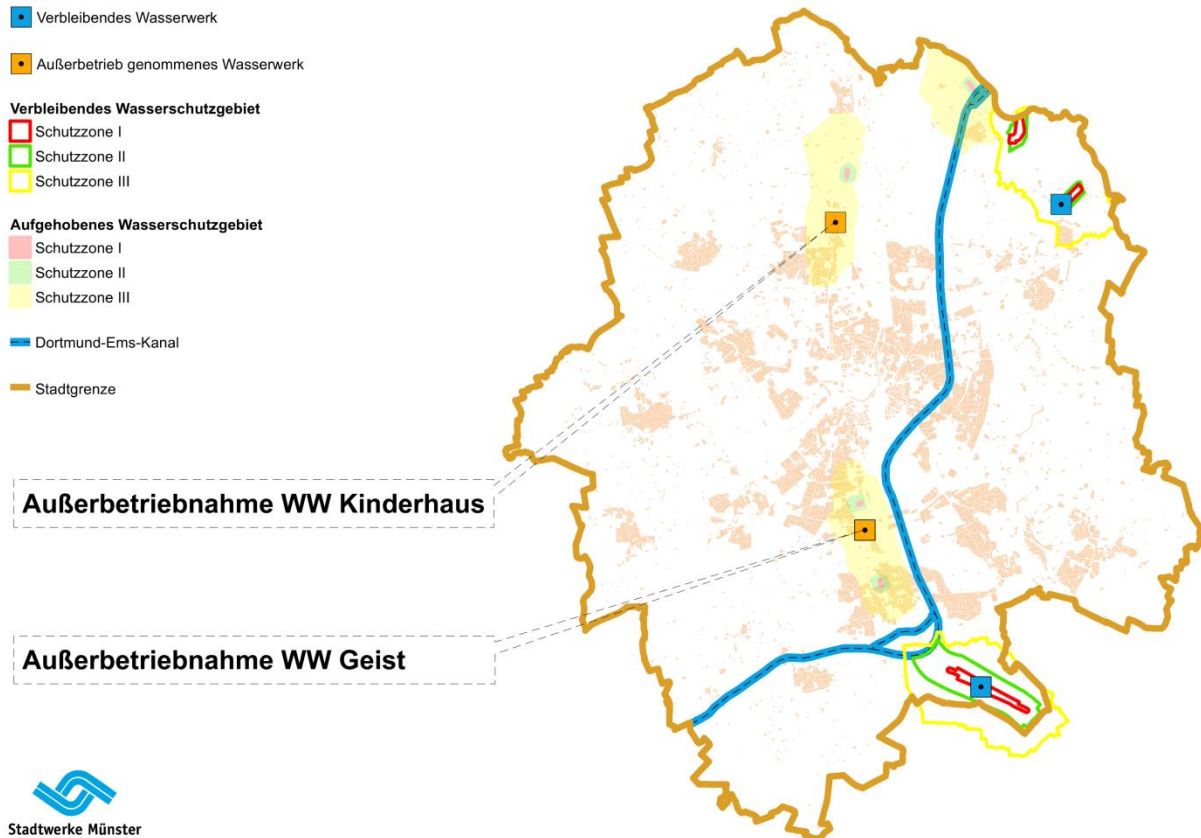 Verbleibendes Wasserwerk
Außerbetrieb genommenes Wasserwerk
Verbleibendes Wasserschutzgebiet
Schutzzone I
Schutzzone II
Schutzzone III
Aufgehobenes Wasserschutzgebiet
Schutzzone I
Schutzzone II
Schutzzone III
Dortmund-Ems-Kanal
Stadtgrenze
Außerbetriebnahme WW Kinderhaus
Außerbetriebnahme WW Geist
Stadtwerke Münster